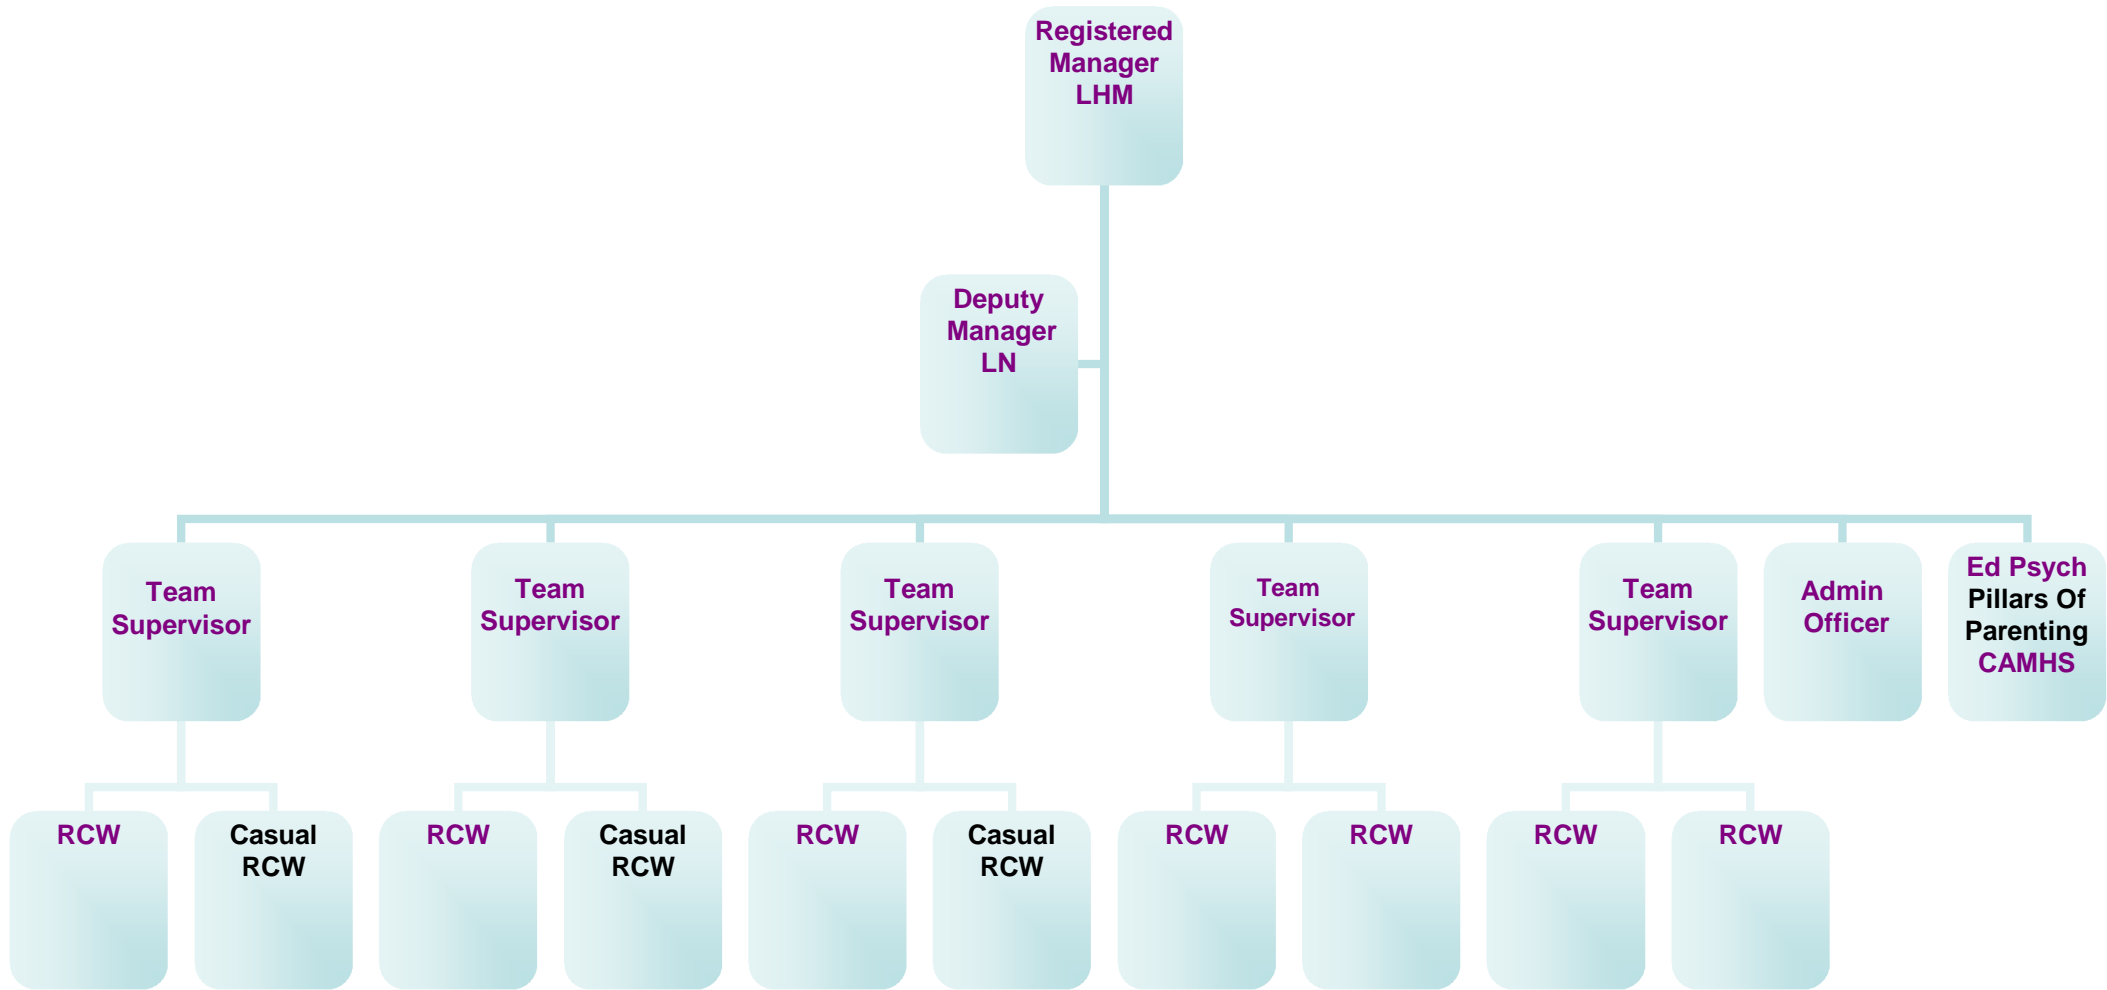 Registered
Manager
LHM
Deputy
Manager
LN
Team
Supervisor
Team
Supervisor
Team
Supervisor
Team
Supervisor
Team
Supervisor
Admin
Officer
Ed Psych
Pillars Of
Parenting
CAMHS
RCW
Casual
RCW
RCW
Casual
RCW
RCW
Casual
RCW
RCW
RCW
RCW
RCW